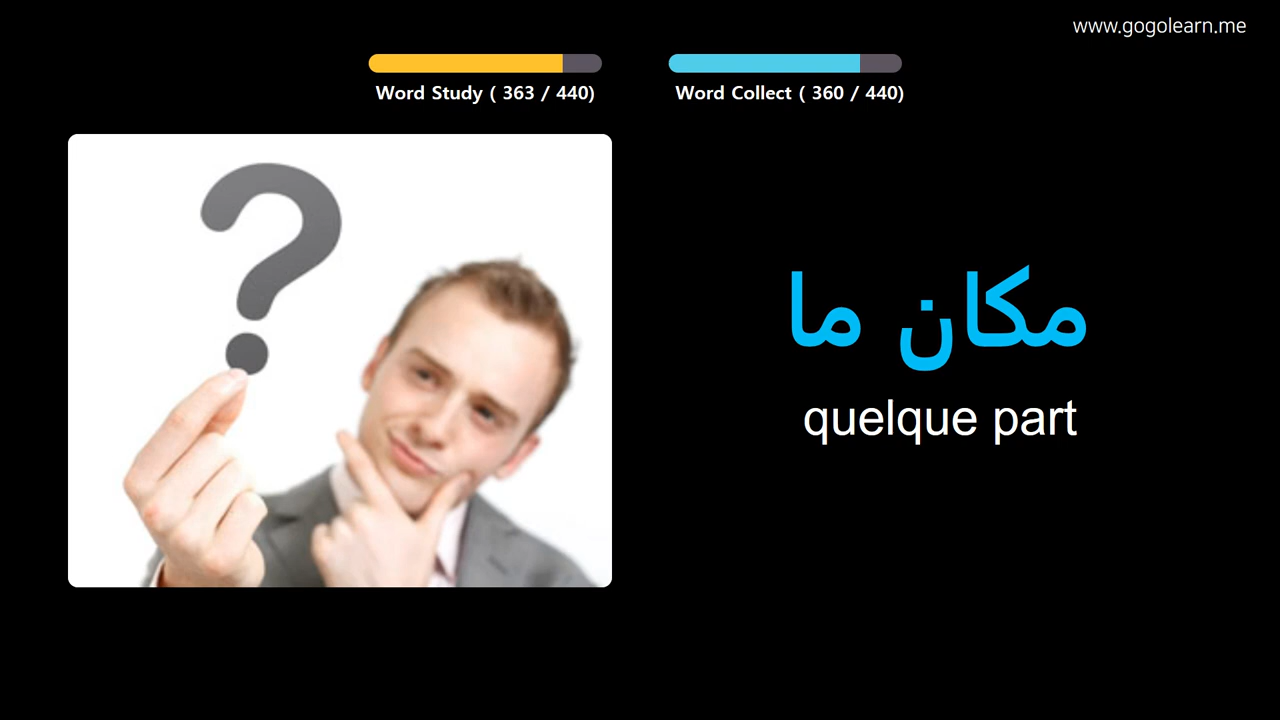 www.gogolearn.me
Word Study ( 363 / 440)
Word Collect ( 360 / 440)
?
مكان ما
quelque part